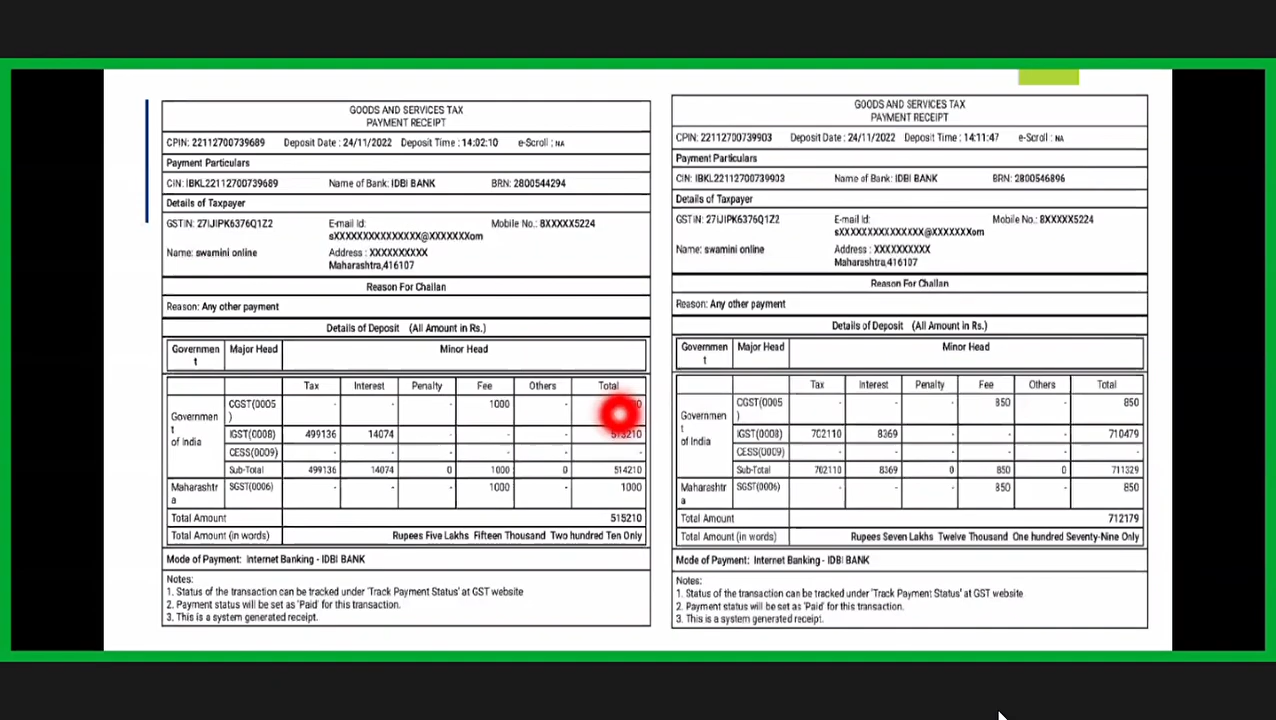 GOODS AND SERVICES TAX
PAYMENT RECEIPT
CPIN: 22112700739689 Deposit Date : 24/11/2022 Deposit Time : 14:02:10 e-Scroll : NA
Payment Particulars
CIN: IBKL22112700739689 Name of Bank: IDBI BANK BRN: 2800544294
Details of Taxpayer
GSTIN: 27IJIPK6376Q1Z2 E-mail Id: Mobile No.: 8XXXXX5224
sXXXXXXXXXXXXXXX@XXXXXXXom
Name: swamini online Address : XXXXXXXXXX
Maharashtra,416107
Reason For Challan
Reason: Any other payment
Details of Deposit (All Amount in Rs.)
Governmen Major Head Minor Head
t
Tax Interest Penalty Fee Others Total
CGST(0005 - - - 1000 -
Governmen )
t
of India IGST(0008) 499136 14074 - - - 513210
CESS(0009) - - - - - -
Sub-Total 499136 14074 0 1000 0 514210
Maharashtr SGST(0006) - - - 1000 - 1000
a
Total Amount 515210
Total Amount (in words) Rupees Five Lakhs Fifteen Thousand Two hundred Ten Only
Mode of Payment: Internet Banking - IDBI BANK
Notes:
1. Status of the transaction can be tracked under 'Track Payment Status' at GST website
2. Payment status will be set as 'Paid' for this transaction.
3. This is a system generated receipt.
GOODS AND SERVICES TAX
PAYMENT RECEIPT
CPIN: 22112700739903 Deposit Date : 24/11/2022 Deposit Time : 14:11:47 e-Scroll : NA
Payment Particulars
CIN: IBKL22112700739903 Name of Bank: IDBI BANK BRN: 2800546896
Details of Taxpayer
GSTIN: 27IJIPK6376Q1Z2 E-mail Id: Mobile No.: 8XXXXX5224
sXXXXXXXXXXXXXXX@XXXXXXXom
Name: swamini online Address : XXXXXXXXXX
Maharashtra,416107
Reason For Challan
Reason: Any other payment
Details of Deposit (All Amount in Rs.)
Governmen Major Head Minor Head
t
Tax Interest Penalty Fee Others Total
CGST(0005 - - - 850 - 850
Governmen )
t
of India IGST(0008) 702110 8369 - - - 710479
CESS(0009) - - - - - -
Sub-Total 702110 8369 0 850 0 711329
Maharashtr SGST(0006) - - - 850 - 850
a
Total Amount 712179
Total Amount (in words) Rupees Seven Lakhs Twelve Thousand One hundred Seventy-Nine Only
Mode of Payment: Internet Banking - IDBI BANK
Notes:
1. Status of the transaction can be tracked under 'Track Payment Status' at GST website
2. Payment status will be set as 'Paid' for this transaction.
3. This is a system generated receipt.